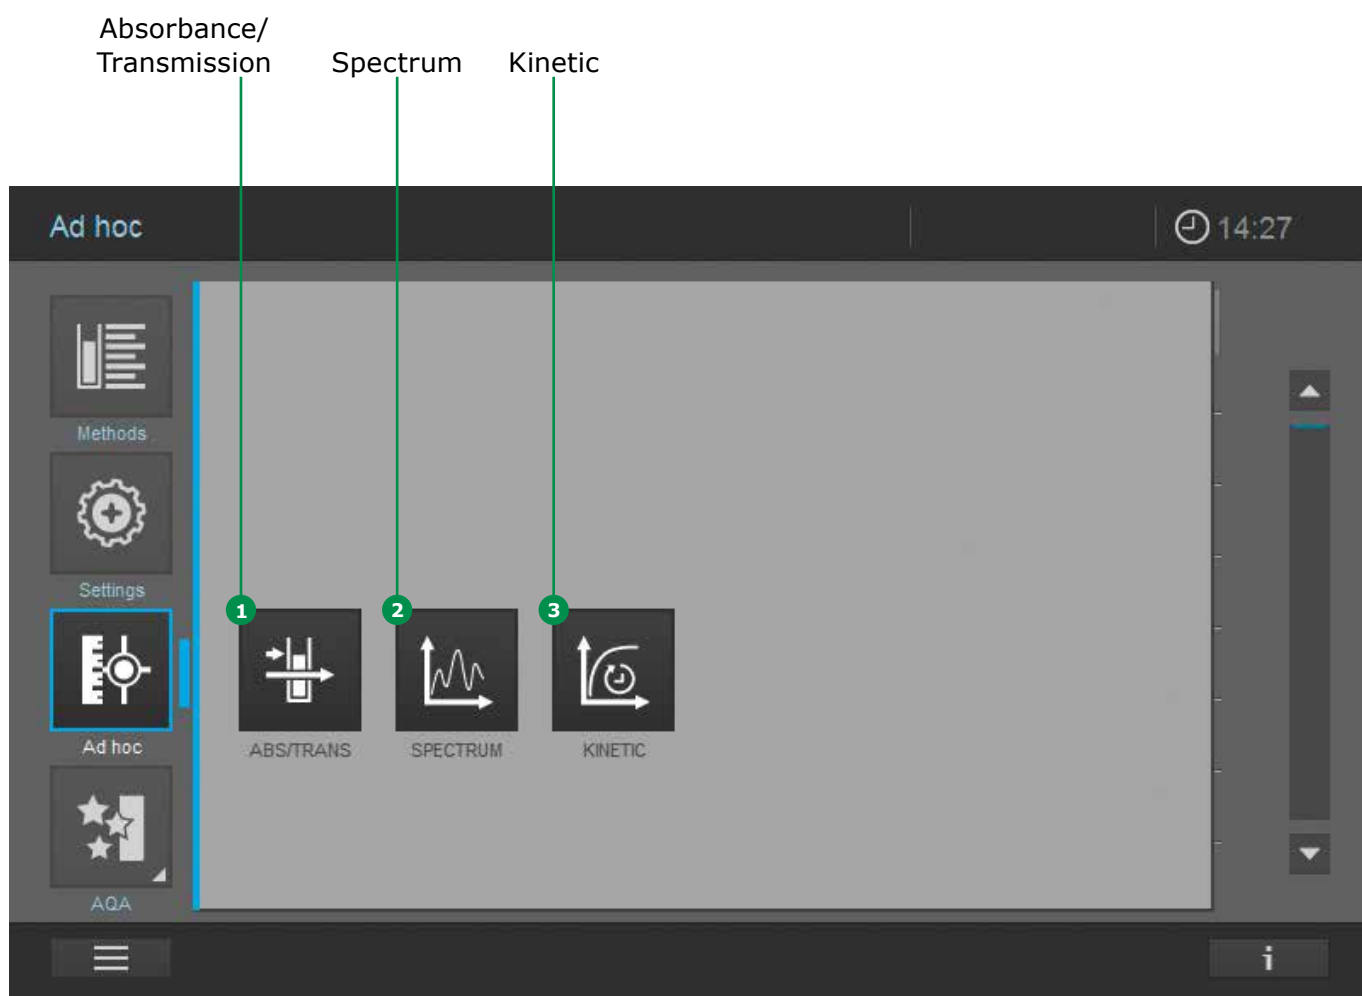 Absorbance/
Transmission Spectrum Kinetic
Ad hoc 14:27
Methods
Settings
1 2 3
Ad hoc ABS/TRANS SPECTRUM KINETIC
AQA
i